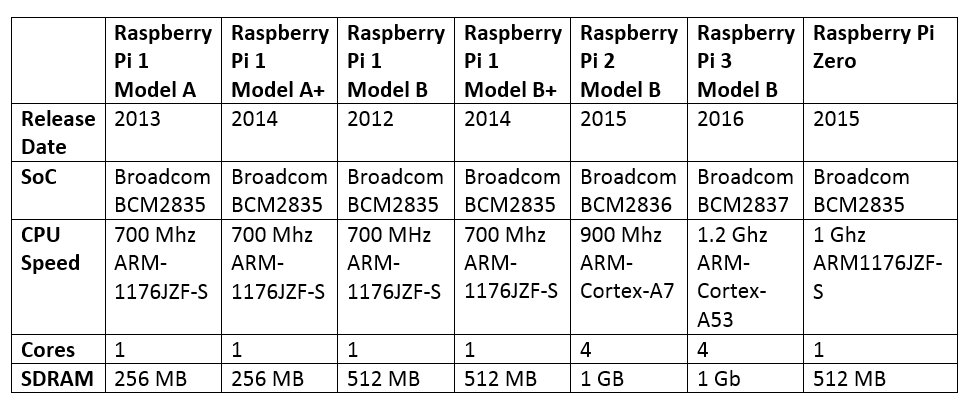 Raspberry Pi 1 Model A Raspberry Pi 1 Model A+ Raspberry Pi 1 Model B Raspberry Pi 1 Model B+ Raspberry Pi 2 Model B Raspberry Pi 3 Model B Raspberry Pi Zero
Release Date 2013 2014 2012 2014 2015 2016 2015
SoC Broadcom BCM2835 Broadcom BCM2835 Broadcom BCM2835 Broadcom BCM2835 Broadcom BCM2836 Broadcom BCM2837 Broadcom BCM2835
CPU Speed 700 Mhz ARM-1176JZF-S 700 Mhz ARM-1176JZF-S 700 MHz ARM-1176JZF-S 700 Mhz ARM-1176JZF-S 900 Mhz ARM-Cortex-A7 1.2 Ghz ARM-Cortex-A53 1 Ghz ARM1176JZF-S
Cores 1 1 1 1 4 4 1
SDRAM 256 MB 256 MB 512 MB 512 MB 1 GB 1 Gb 512 MB